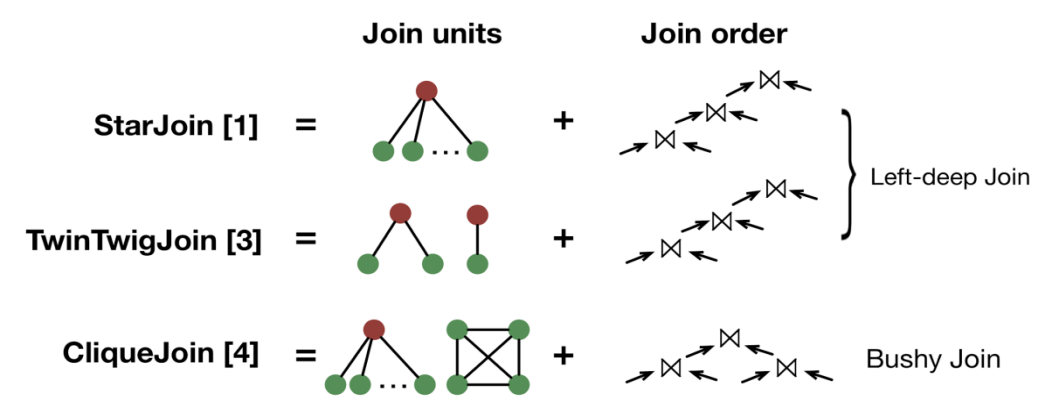 Join units Join order
StarJoin [1] = ... + ⋈ ⋈ ⋈
Left-deep Join
TwinTwigJoin [3] = + ⋈ ⋈ ⋈
CliqueJoin [4] = ... + ⋈ ⋈ ⋈ Bushy Join